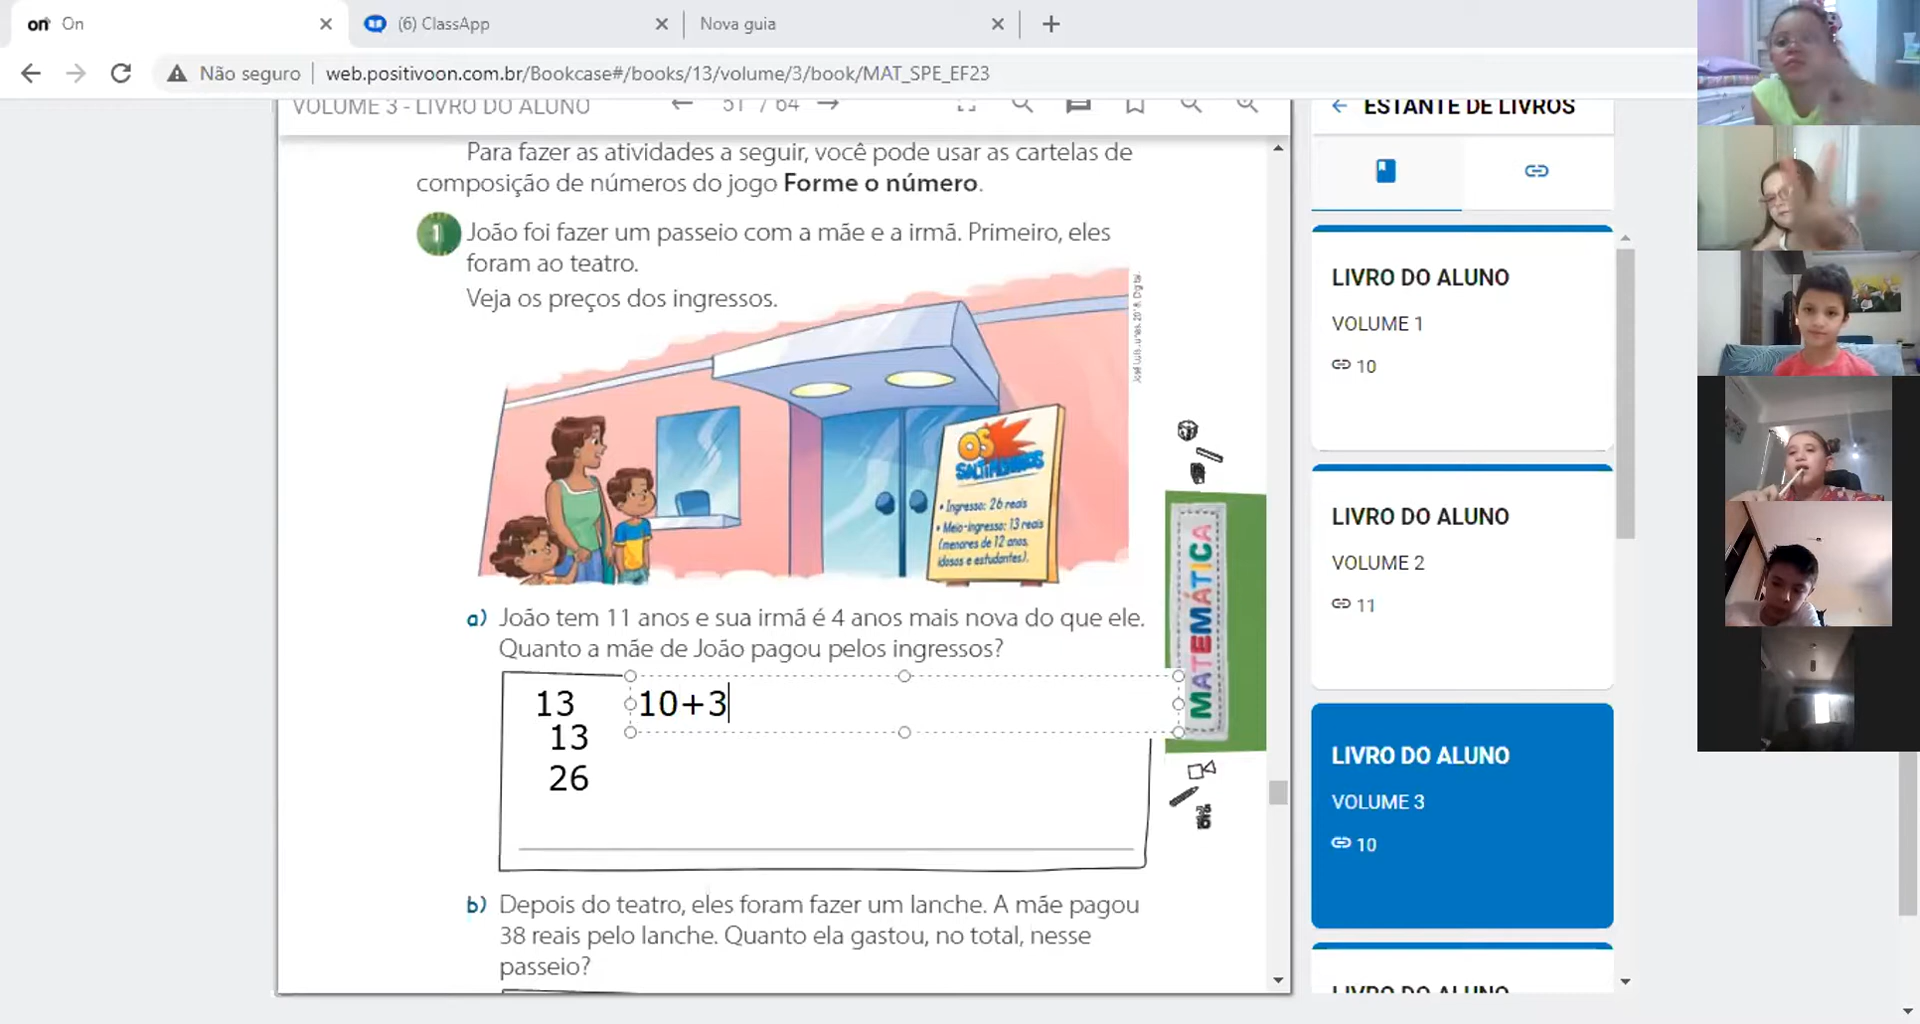 On
(6) ClassApp
Nova guia
Não seguro
web.positivoon.com.br/Bookcase#/books/13/volume/3/book/MAT_SPE_EF23
VOLUME 3 - LIVRO DO ALUNO
51 / 64
ESTANTE DE LIVROS
Para fazer as atividades a seguir, você pode usar as cartelas de
composição de números do jogo Forme o número.
1
João foi fazer um passeio com a mãe e a irmã. Primeiro, eles
foram ao teatro.
Veja os preços dos ingressos.
OS
SALTIMBANCOS
• Ingresso: 26 reais
• Meio-ingresso: 13 reais
(menores de 12 anos,
idosos e estudantes).
MATEMÁTICA
a) João tem 11 anos e sua irmã é 4 anos mais nova do que ele.
Quanto a mãe de João pagou pelos ingressos?
13
10+3
13
26
b) Depois do teatro, eles foram fazer um lanche. A mãe pagou
38 reais pelo lanche. Quanto ela gastou, no total, nesse
passeio?
LIVRO DO ALUNO
VOLUME 1
10
LIVRO DO ALUNO
VOLUME 2
11
LIVRO DO ALUNO
VOLUME 3
10
LIVRO DO ALUNO